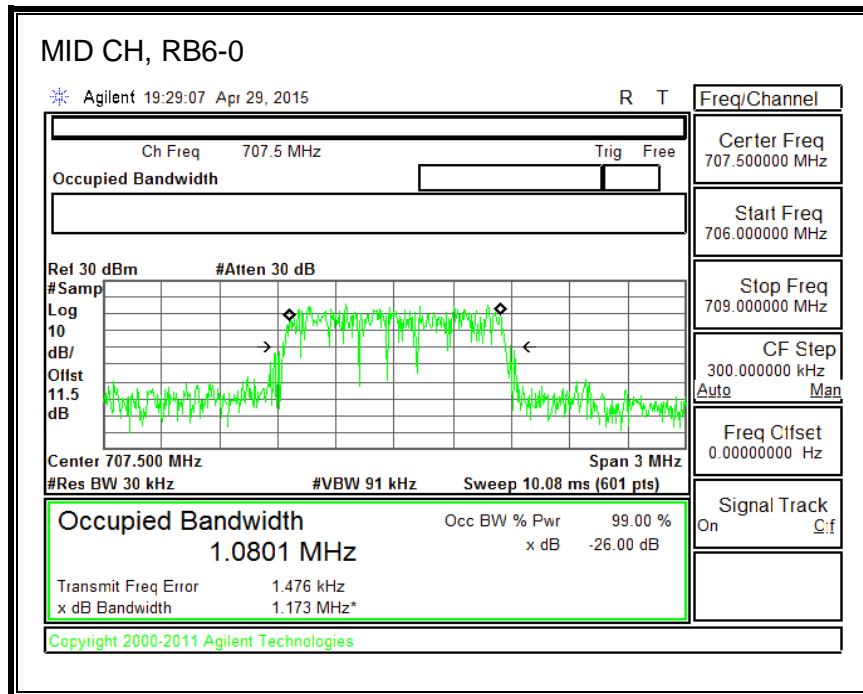 MID CH, RB6-0
Agilent 19:29:07 Apr 29, 2015 R T
Ch Freq 707.5 MHz Trig Free
Occupied Bandwidth
Ref 30 dBm #Atten 30 dB
#Samp
Log
10
dB/
Offst
11.5
dB
Center 707.500 MHz Span 3 MHz
#Res BW 30 kHz #VBW 91 kHz Sweep 10.08 ms (601 pts)
Occupied Bandwidth Occ BW % Pwr 99.00 %
1.0801 MHz x dB -26.00 dB
Transmit Freq Error 1.476 kHz
x dB Bandwidth 1.173 MHz*
Copyright 2000-2011 Agilent Technologies
Freq/Channel
Center Freq
707.500000 MHz
Start Freq
706.000000 MHz
Stop Freq
709.000000 MHz
CF Step
300.000000 kHz
Auto Man
Freq Offset
0.00000000 Hz
Signal Track
On Off